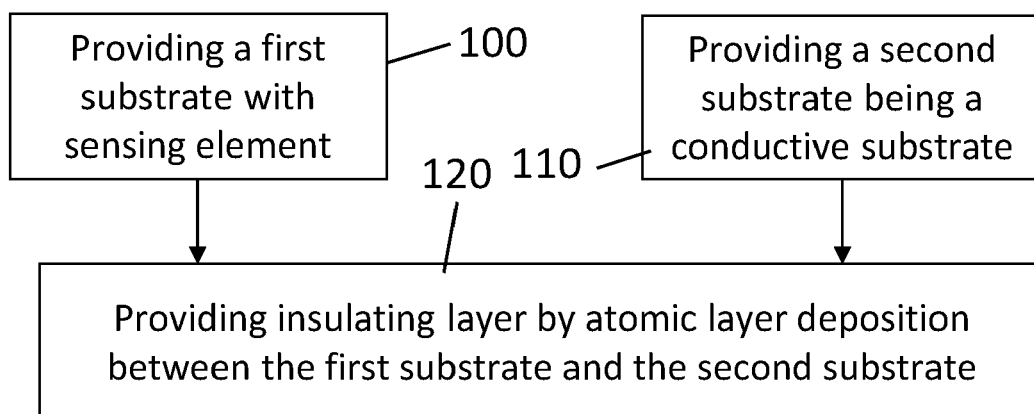 Providing a first
substrate with
sensing element
100
Providing a second
substrate being a
conductive substrate
110
120
Providing insulating layer by atomic layer deposition
between the first substrate and the second substrate